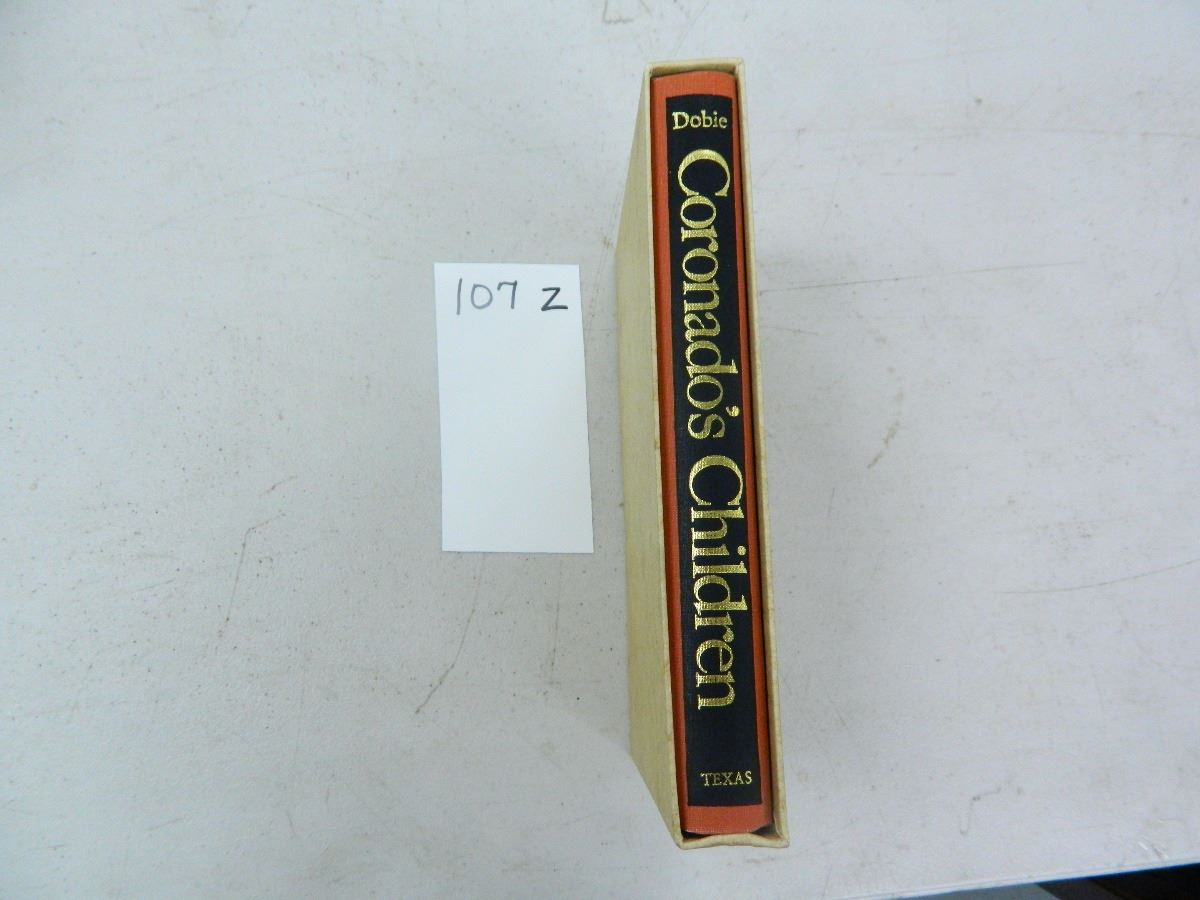 107 Z
Dobie
Coronado's Children
TEXAS